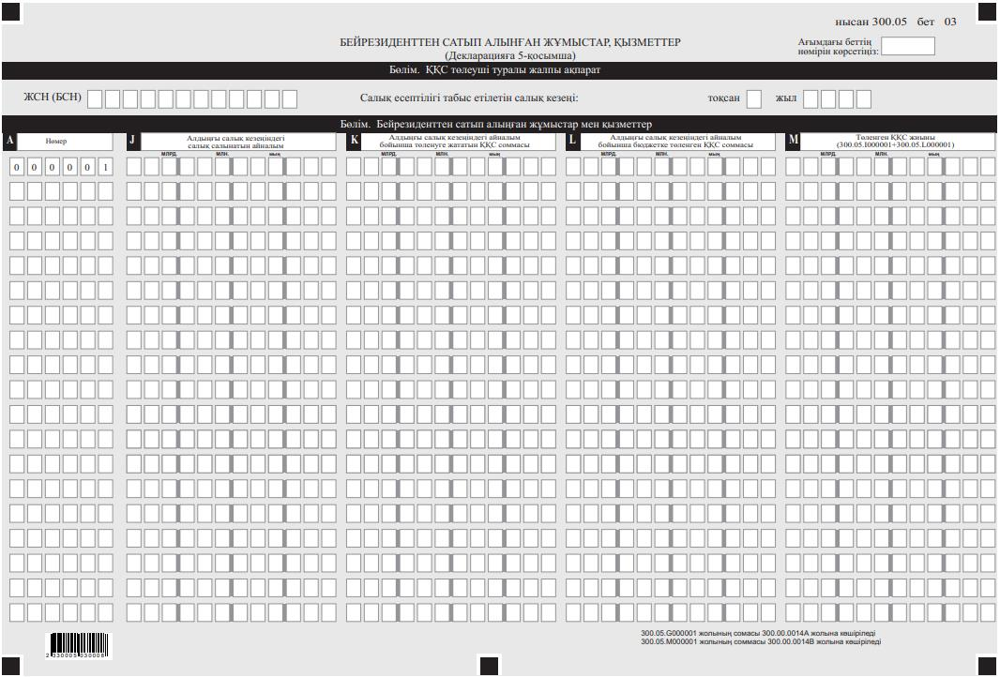 нысан 300.05 бет 03
БЕЙРЕЗИДЕНТТЕН САТЫП АЛЫНҒАН ЖҰМЫСТАР, ҚЫЗМЕТТЕР
(Декларацияға 5-қосымша)
Ағымдағы беттің
нөмірін көрсетіңіз:
Бөлім. ҚҚС төлеуші туралы жалпы ақпарат
ЖСН (БСН) Салық есептілігі табыс етілетін салық кезеңі: тоқсан жыл
Бөлім. Бейрезиденттен сатып алынған жұмыстар мен қызметтер
A Нөмер
J Алдыңғы салық кезеңіндегі
салық салынатын айналым
K Алдыңғы салық кезеңіндегі айналым
бойынша төленуге жататын ҚҚС соммасы
L Алдыңғы салық кезеңіндегі айналым
бойынша бюджетке төленген ҚҚС соммасы
M Төленген ҚҚС жиыны
(300.05.I000001+300.05.L000001)
МЛРД. МЛН. мың МЛРД. МЛН. мың МЛРД. МЛН. мың МЛРД. МЛН. мың
0 0 0 0 0 1
300.05.G000001 жолының сомасы 300.00.0014A жолына көшіріледі
300.05.M000001 жолының соммасы 300.00.0014B жолына көшіріледі